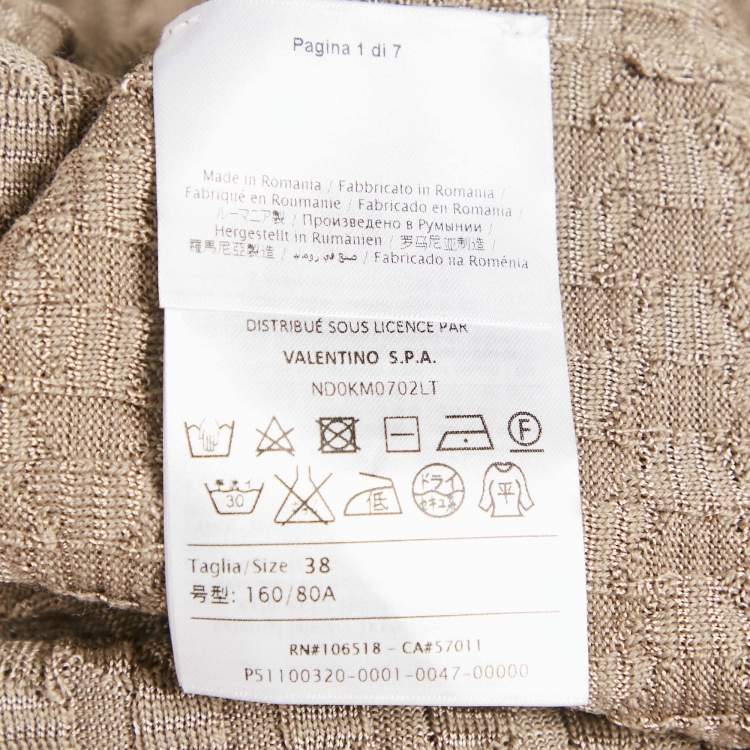 Pagina 1 di 7
Made in Romania / Fabbricato in Romania /
Fabriqué en Roumanie / Fabricado en Romania /
ルーマニア製 / Произведено в Румынии /
Hergestellt in Rumänien / 罗马尼亚制造 /
羅馬尼亞製造 / صنع في رومانيا / Fabricado na Roménia
DISTRIBUÉ SOUS LICENCE PAR
VALENTINO S.P.A.
ND0KM0702LT
F
30 低 ドライ 平
Taglia/Size 38
号型: 160/80A
RN#106518 - CA#57011
P51100320-0001-0047-00000